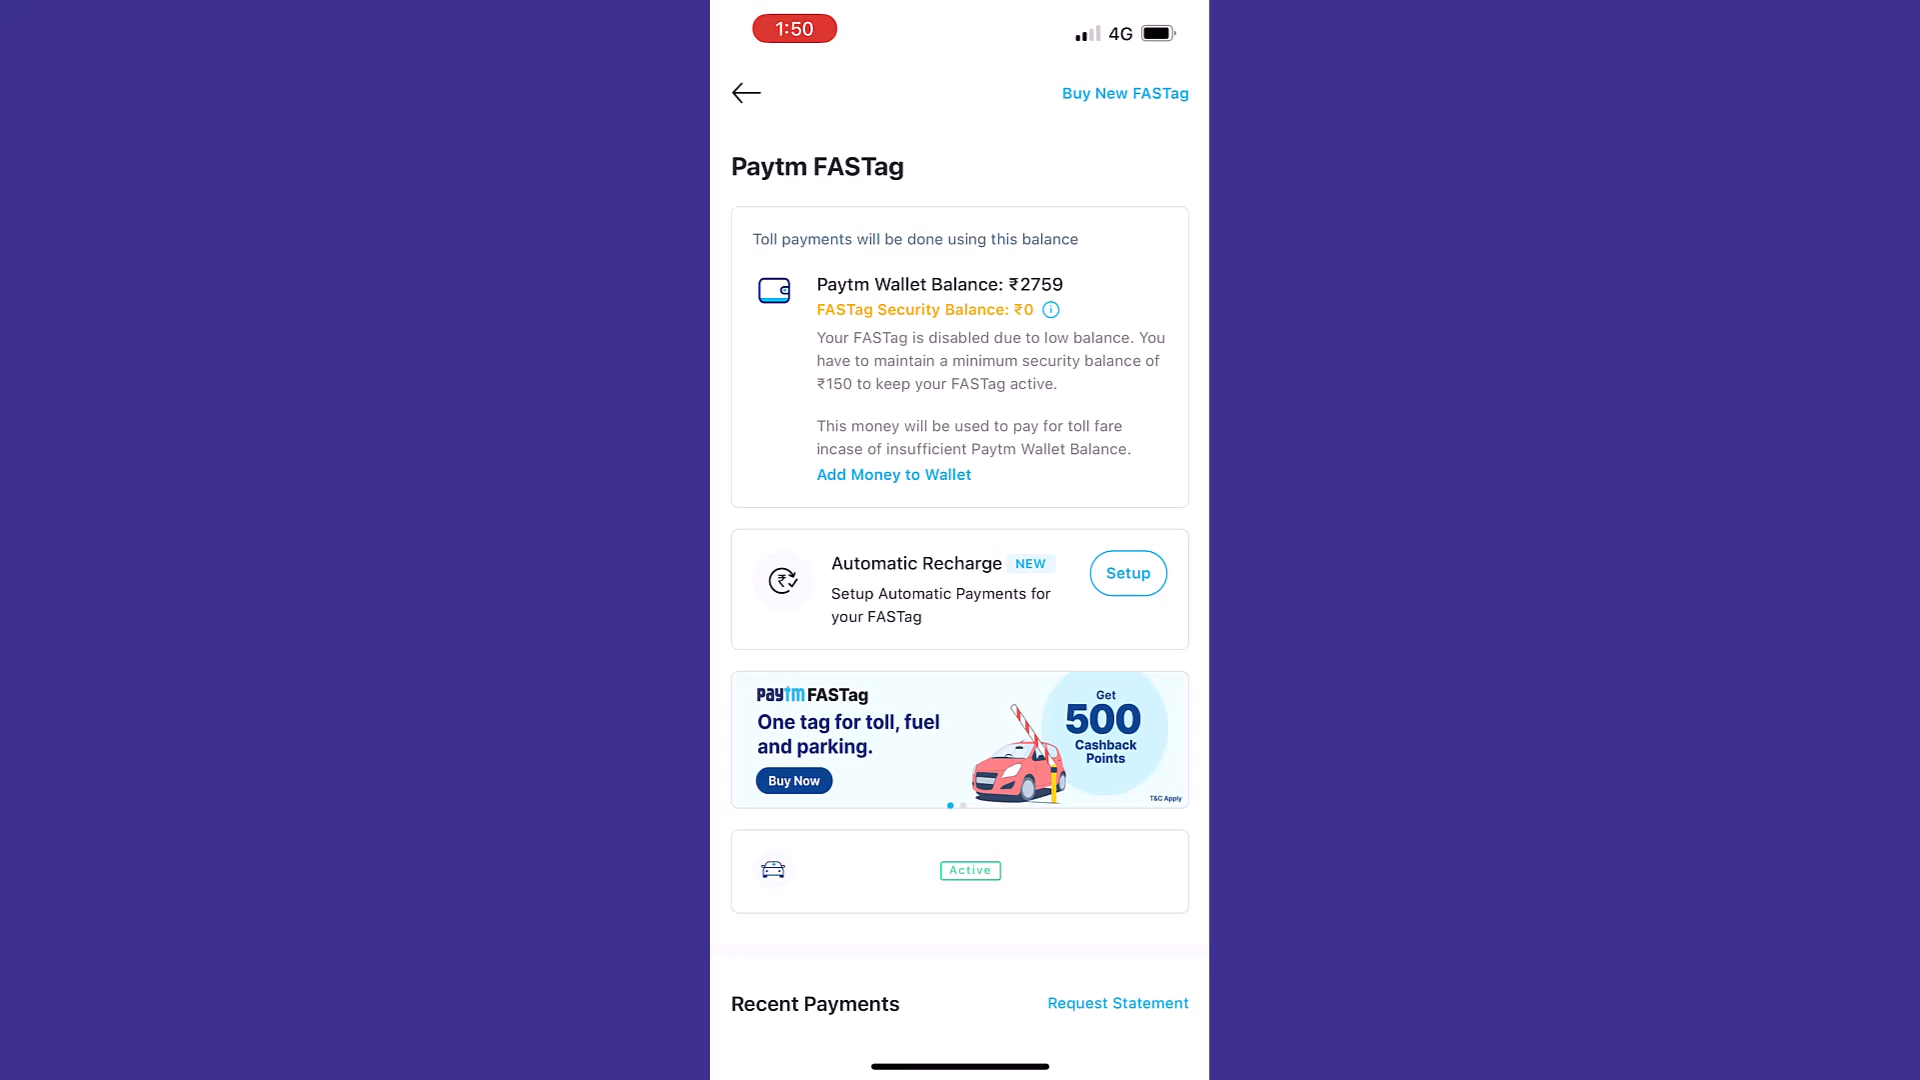 1:50
4G
Buy New FASTag
Paytm FASTag
Toll payments will be done using this balance
Paytm Wallet Balance: ₹2759
FASTag Security Balance: ₹0
Your FASTag is disabled due to low balance. You
have to maintain a minimum security balance of
₹150 to keep your FASTag active.
This money will be used to pay for toll fare
incase of insufficient Paytm Wallet Balance.
Add Money to Wallet
Automatic Recharge NEW
Setup Automatic Payments for
your FASTag
Setup
paytm FASTag
One tag for toll, fuel
and parking.
Buy Now
Get
500
Cashback
Points
T&C Apply
Active
Recent Payments
Request Statement